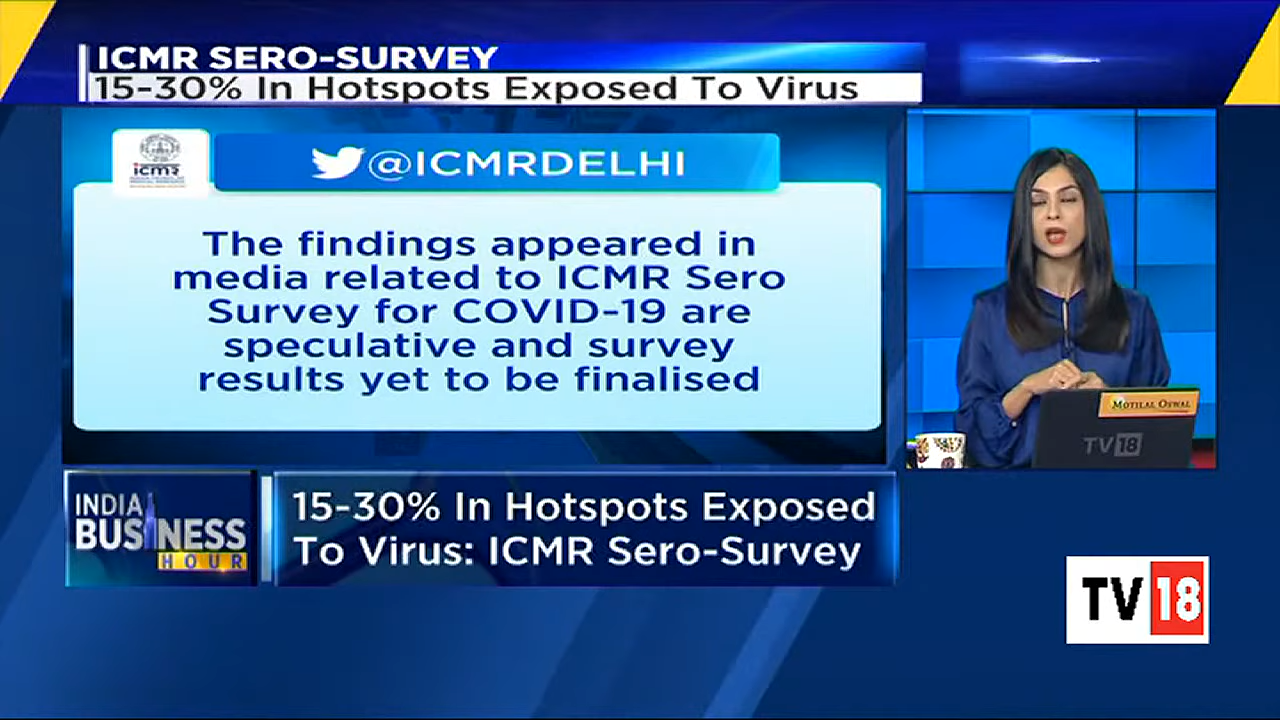 ICMR SERO-SURVEY
15-30% In Hotspots Exposed To Virus
icmr
@ICMRDELHI
The findings appeared in
media related to ICMR Sero
Survey for COVID-19 are
speculative and survey
results yet to be finalised
MOTILAL OSWAL
TV18
INDIA
BUSINESS
HOUR
15-30% In Hotspots Exposed
To Virus: ICMR Sero-Survey
TV18